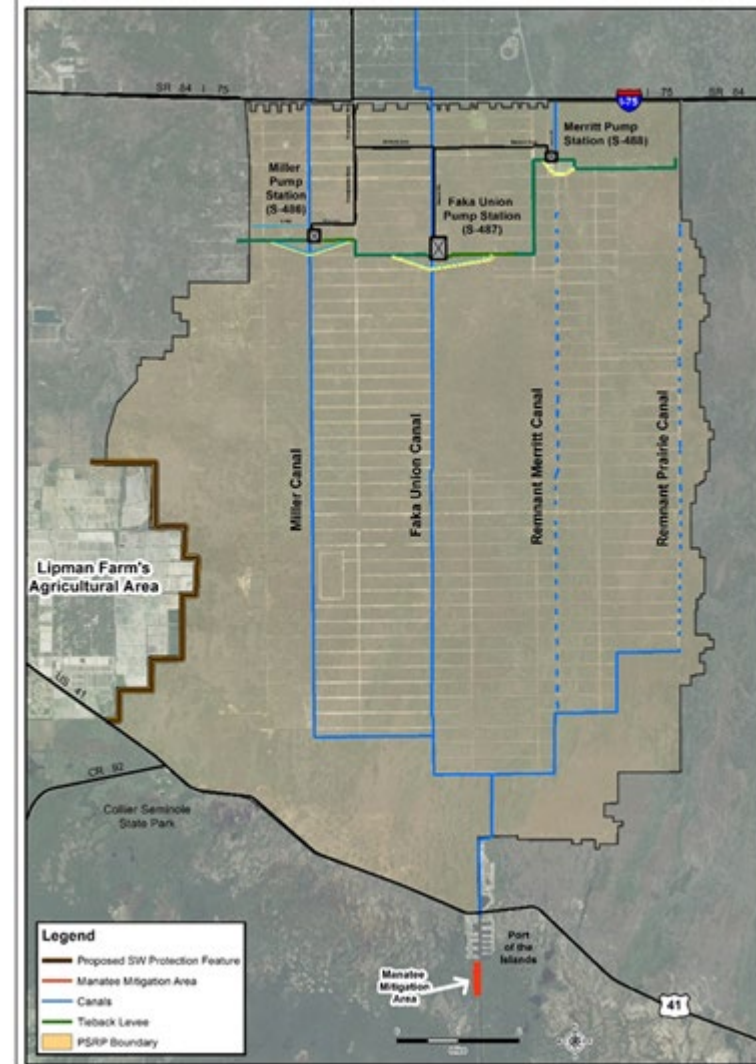 SR 84 I - 75
I - 75 SR 84
I-75
Merritt Pump
Station (S-488)
Miller
Pump
Station
(S-486)
Faka Union
Pump Station
(S-487)
Miller Canal
Faka Union Canal
Remnant Merritt Canal
Remnant Prairie Canal
Lipman Farm's
Agricultural Area
US 41
CR 92
Collier Seminole
State Park
Port
of the
Islands
Manatee
Mitigation
Area
41
Legend
Proposed SW Protection Feature
Manatee Mitigation Area
Canals
Tieback Levee
PSRP Boundary